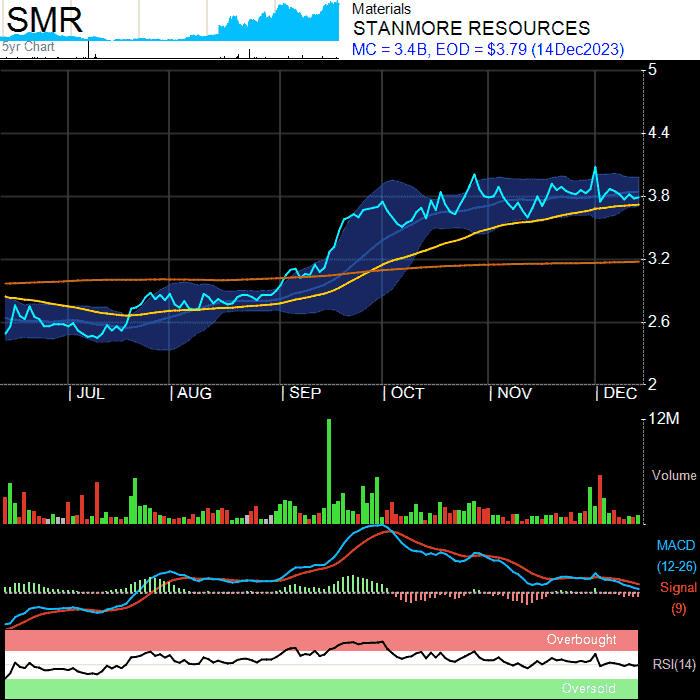 SMR
5yr Chart
Materials
STANMORE RESOURCES
MC = 3.4B, EOD = $3.79 (14Dec2023)
5
4.4
3.8
3.2
2.6
2
| JUL | AUG | SEP | OCT | NOV | DEC
12M
Volume
MACD
(12-26)
Signal
(9)
Overbought
RSI(14)
Oversold